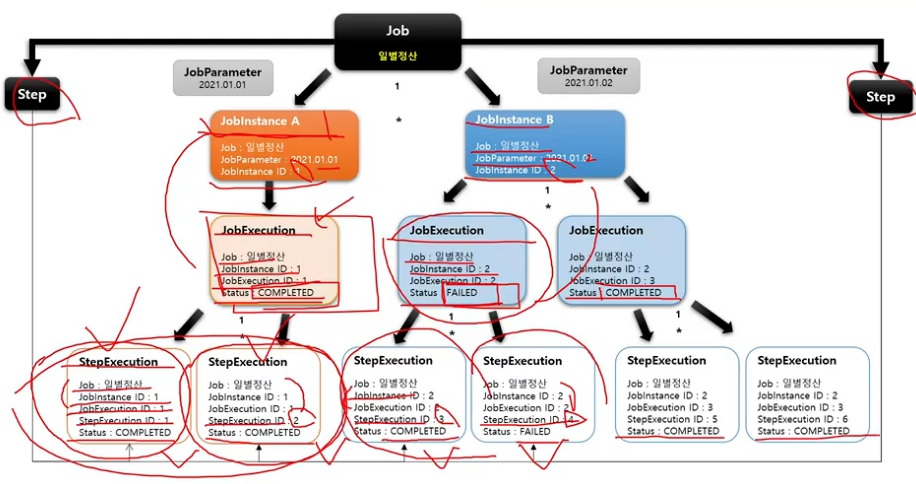 Job
일별정산
JobParameter
2021.01.01
JobParameter
2021.01.02
Step
Step
1
*
JobInstance A
Job : 일별정산
JobParameter : 2021.01.01
JobInstance ID : 1
JobInstance B
Job : 일별정산
JobParameter : 2021.01.02
JobInstance ID : 2
1
*
JobExecution
Job : 일별정산
JobInstance ID : 1
JobExecution ID : 1
Status : COMPLETED
JobExecution
Job : 일별정산
JobInstance ID : 2
JobExecution ID : 2
Status : FAILED
JobExecution
Job : 일별정산
JobInstance ID : 2
JobExecution ID : 3
Status : COMPLETED
1
*
1
*
1
*
StepExecution
Job : 일별정산
JobInstance ID : 1
JobExecution ID : 1
StepExecution ID : 1
Status : COMPLETED
StepExecution
Job : 일별정산
JobInstance ID : 1
JobExecution ID : 1
StepExecution ID : 2
Status : COMPLETED
StepExecution
Job : 일별정산
JobInstance ID : 2
JobExecution ID : 2
StepExecution ID : 3
Status : COMPLETED
StepExecution
Job : 일별정산
JobInstance ID : 2
JobExecution ID : 2
StepExecution ID : 4
Status : FAILED
StepExecution
Job : 일별정산
JobInstance ID : 2
JobExecution ID : 3
StepExecution ID : 5
Status : COMPLETED
StepExecution
Job : 일별정산
JobInstance ID : 2
JobExecution ID : 3
StepExecution ID : 6
Status : COMPLETED